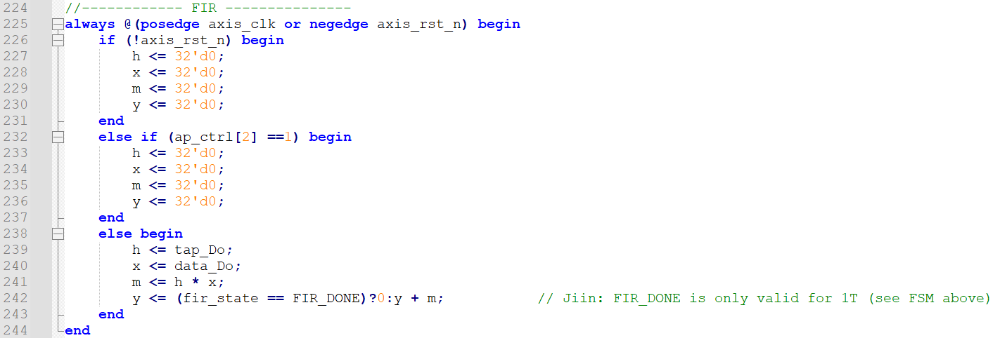 224 //------------ FIR ---------------
225 always @(posedge axis_clk or negedge axis_rst_n) begin
226     if (!axis_rst_n) begin
227         h <= 32'd0;
228         x <= 32'd0;
229         m <= 32'd0;
230         y <= 32'd0;
231     end
232     else if (ap_ctrl[2] ==1) begin
233         h <= 32'd0;
234         x <= 32'd0;
235         m <= 32'd0;
236         y <= 32'd0;
237     end
238     else begin
239         h <= tap_Do;
240         x <= data_Do;
241         m <= h * x;
242         y <= (fir_state == FIR_DONE)?0:y + m;           // Jiin: FIR_DONE is only valid for 1T (see FSM above)
243     end
244 end